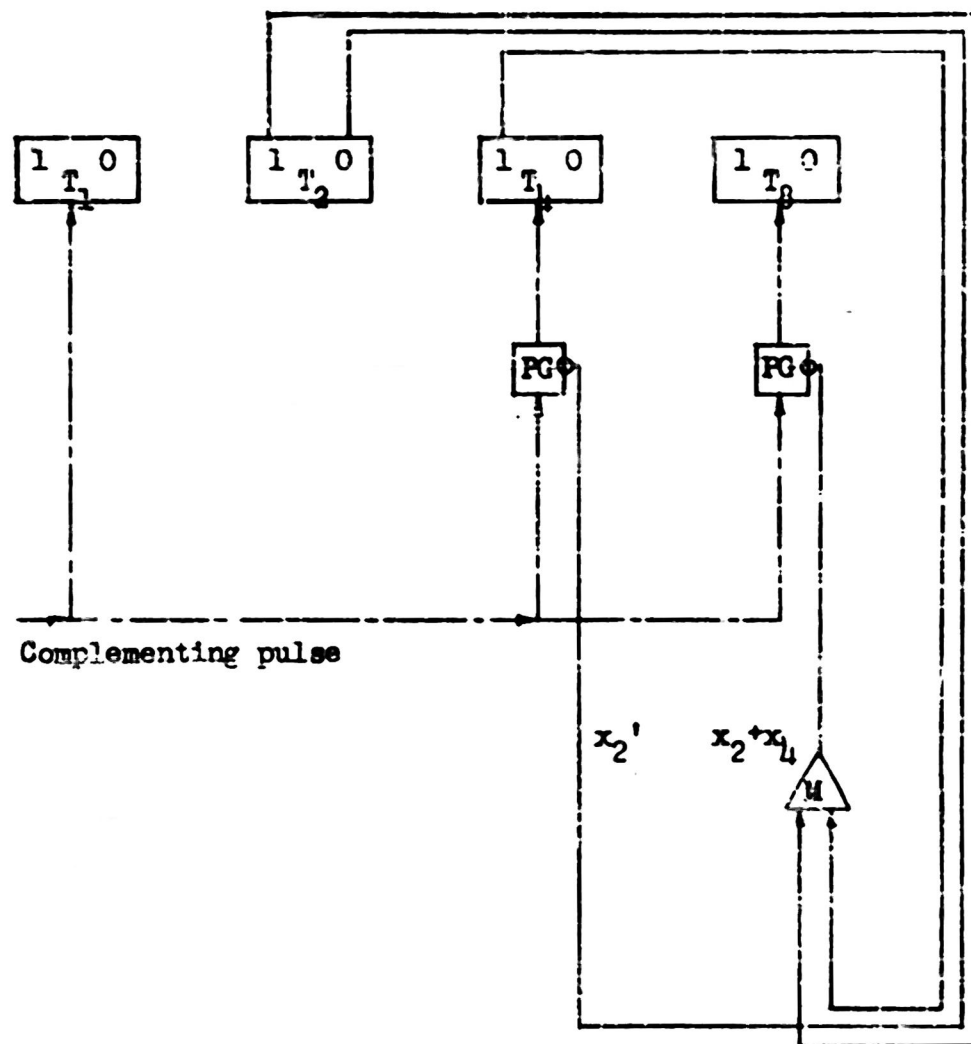 1 0 1 0 1 0 1 0
T1 T2 T4 T8
PG PG
Complementing pulse
x2' x2+x4
M